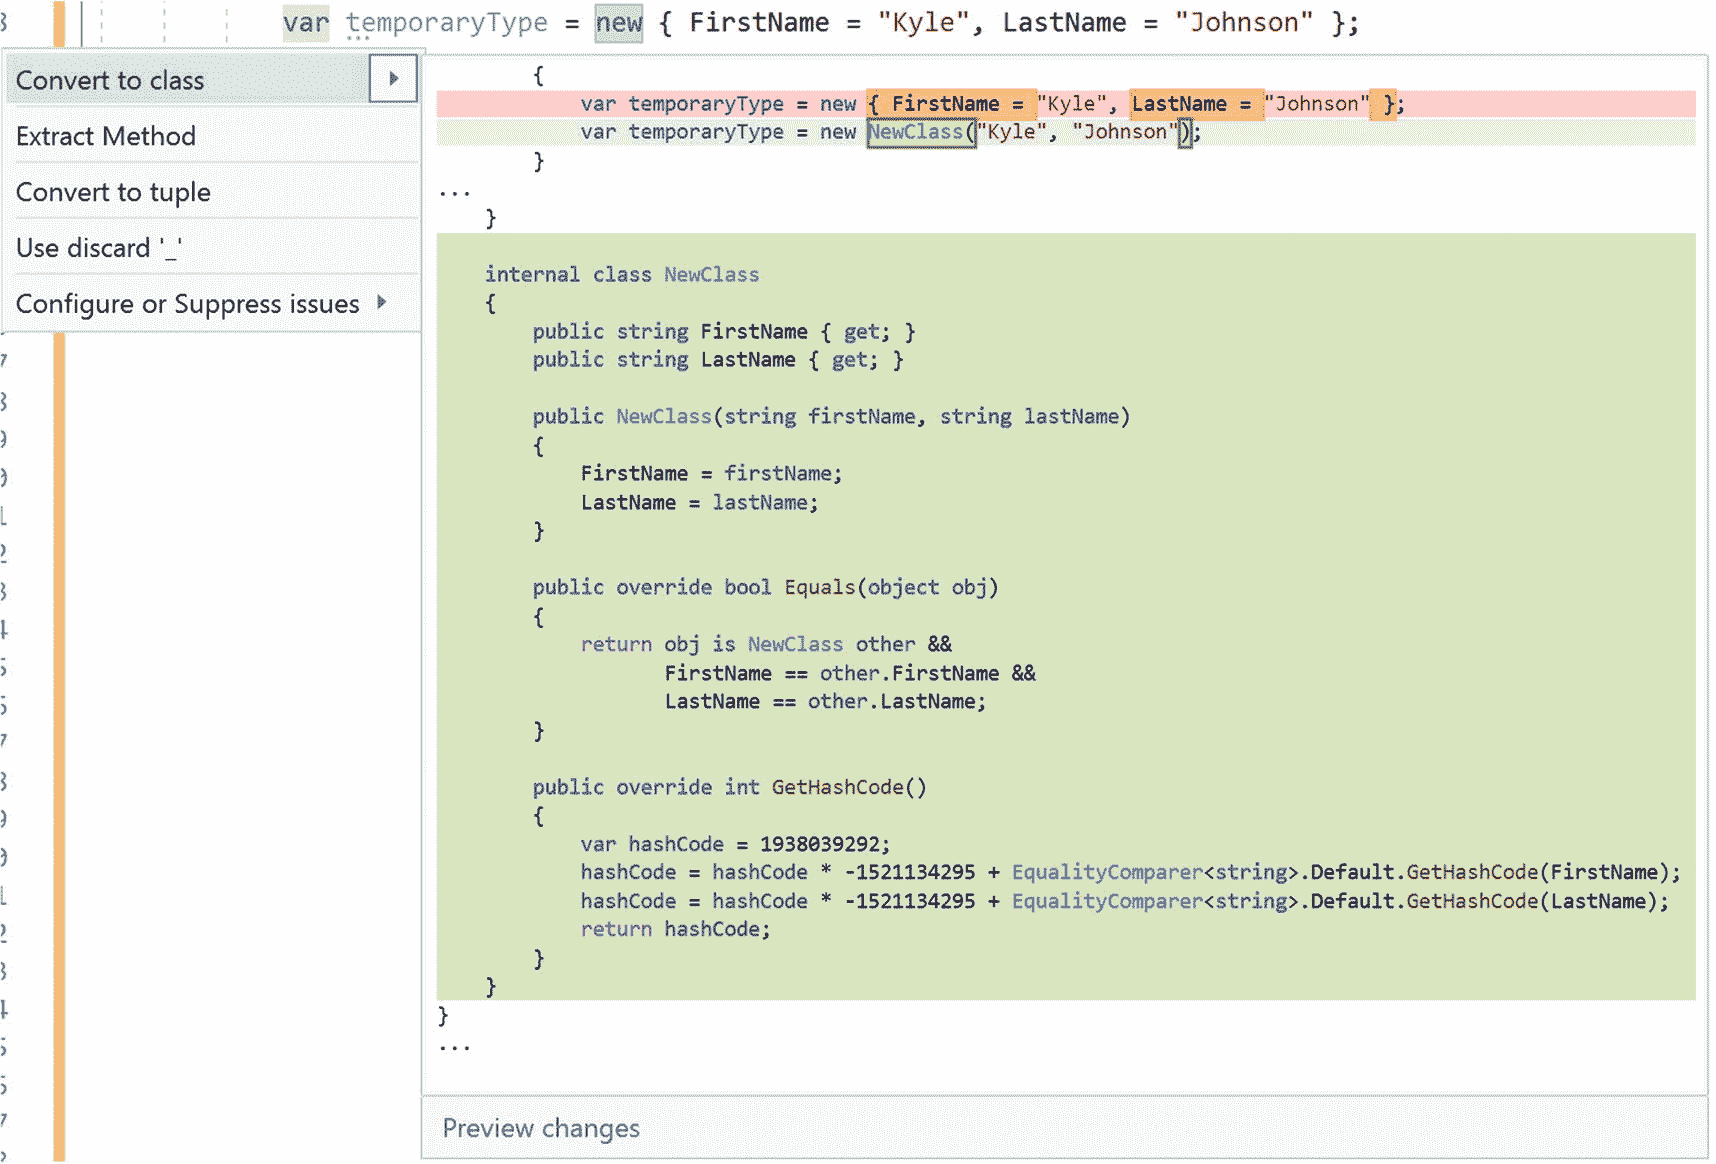 var temporaryType = new { FirstName = "Kyle", LastName = "Johnson" };
Convert to class
Extract Method
Convert to tuple
Use discard '_'
Configure or Suppress issues
{
var temporaryType = new { FirstName = "Kyle", LastName = "Johnson" };
var temporaryType = new NewClass("Kyle", "Johnson");
}
...
}
internal class NewClass
{
public string FirstName { get; }
public string LastName { get; }
public NewClass(string firstName, string lastName)
{
FirstName = firstName;
LastName = lastName;
}
public override bool Equals(object obj)
{
return obj is NewClass other &&
FirstName == other.FirstName &&
LastName == other.LastName;
}
public override int GetHashCode()
{
var hashCode = 1938039292;
hashCode = hashCode * -1521134295 + EqualityComparer<string>.Default.GetHashCode(FirstName);
hashCode = hashCode * -1521134295 + EqualityComparer<string>.Default.GetHashCode(LastName);
return hashCode;
}
}
}
...
Preview changes